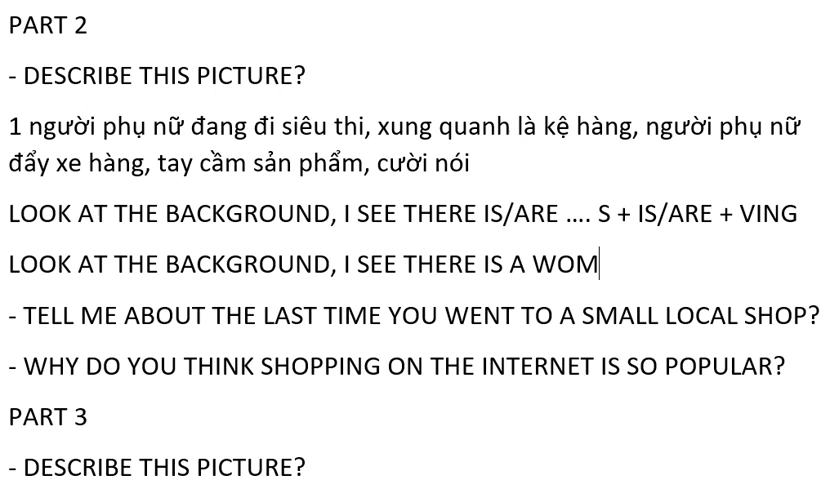 PART 2
- DESCRIBE THIS PICTURE?
1 người phụ nữ đang đi siêu thi, xung quanh là kệ hàng, người phụ nữ
đẩy xe hàng, tay cầm sản phẩm, cười nói
LOOK AT THE BACKGROUND, I SEE THERE IS/ARE .... S + IS/ARE + VING
LOOK AT THE BACKGROUND, I SEE THERE IS A WOM
- TELL ME ABOUT THE LAST TIME YOU WENT TO A SMALL LOCAL SHOP?
- WHY DO YOU THINK SHOPPING ON THE INTERNET IS SO POPULAR?
PART 3
- DESCRIBE THIS PICTURE?